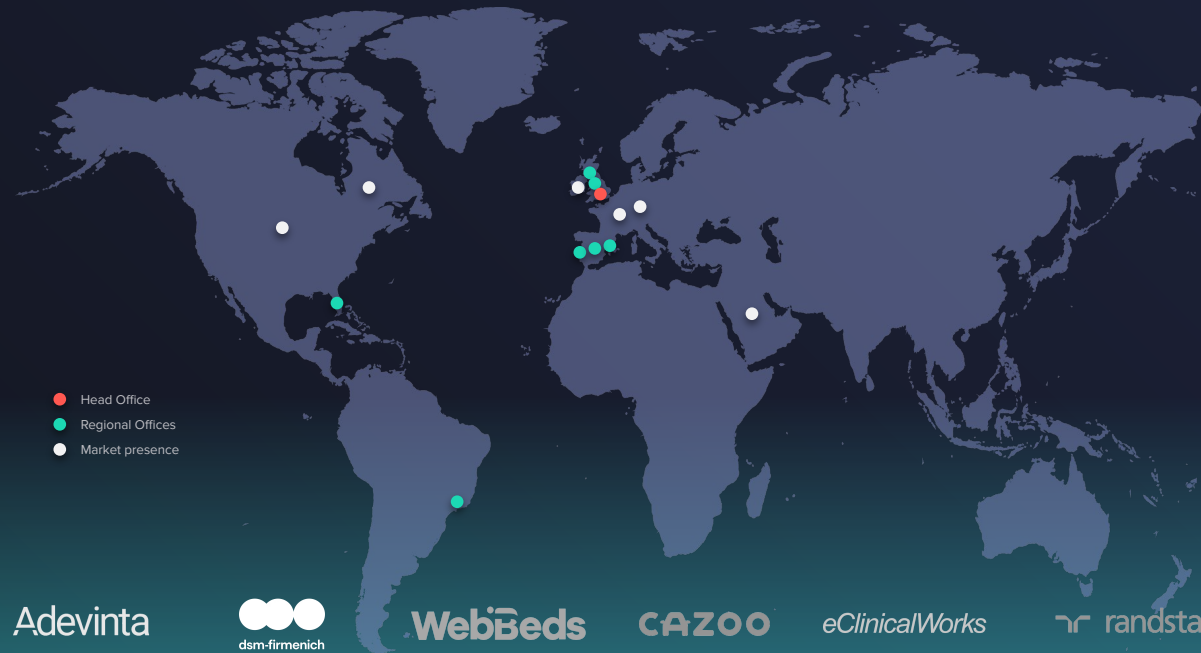 Head Office
Regional Offices
Market presence
Adevinta
dsm-firmenich
WebBeds
CAZOO
eClinicalWorks
randsta